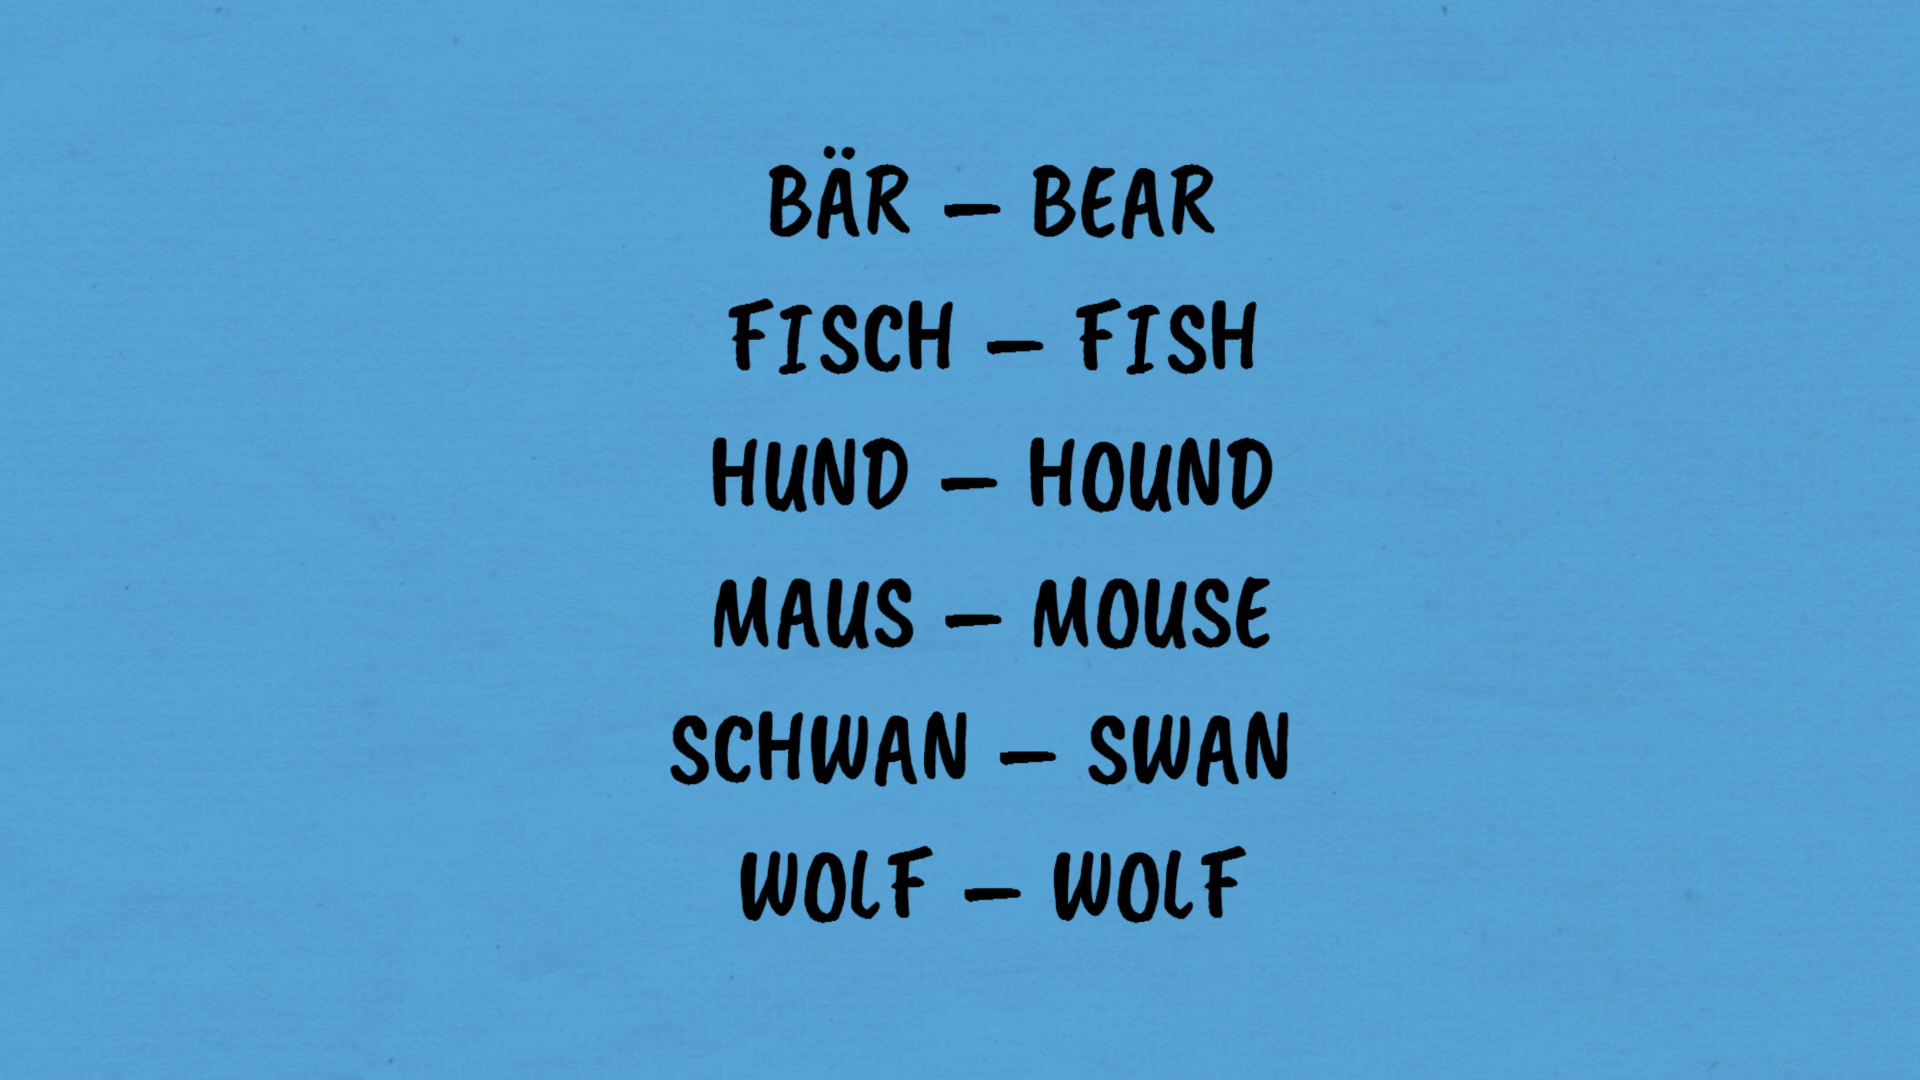 BÄR – BEAR
FISCH – FISH
HUND – HOUND
MAUS – MOUSE
SCHWAN – SWAN
WOLF – WOLF